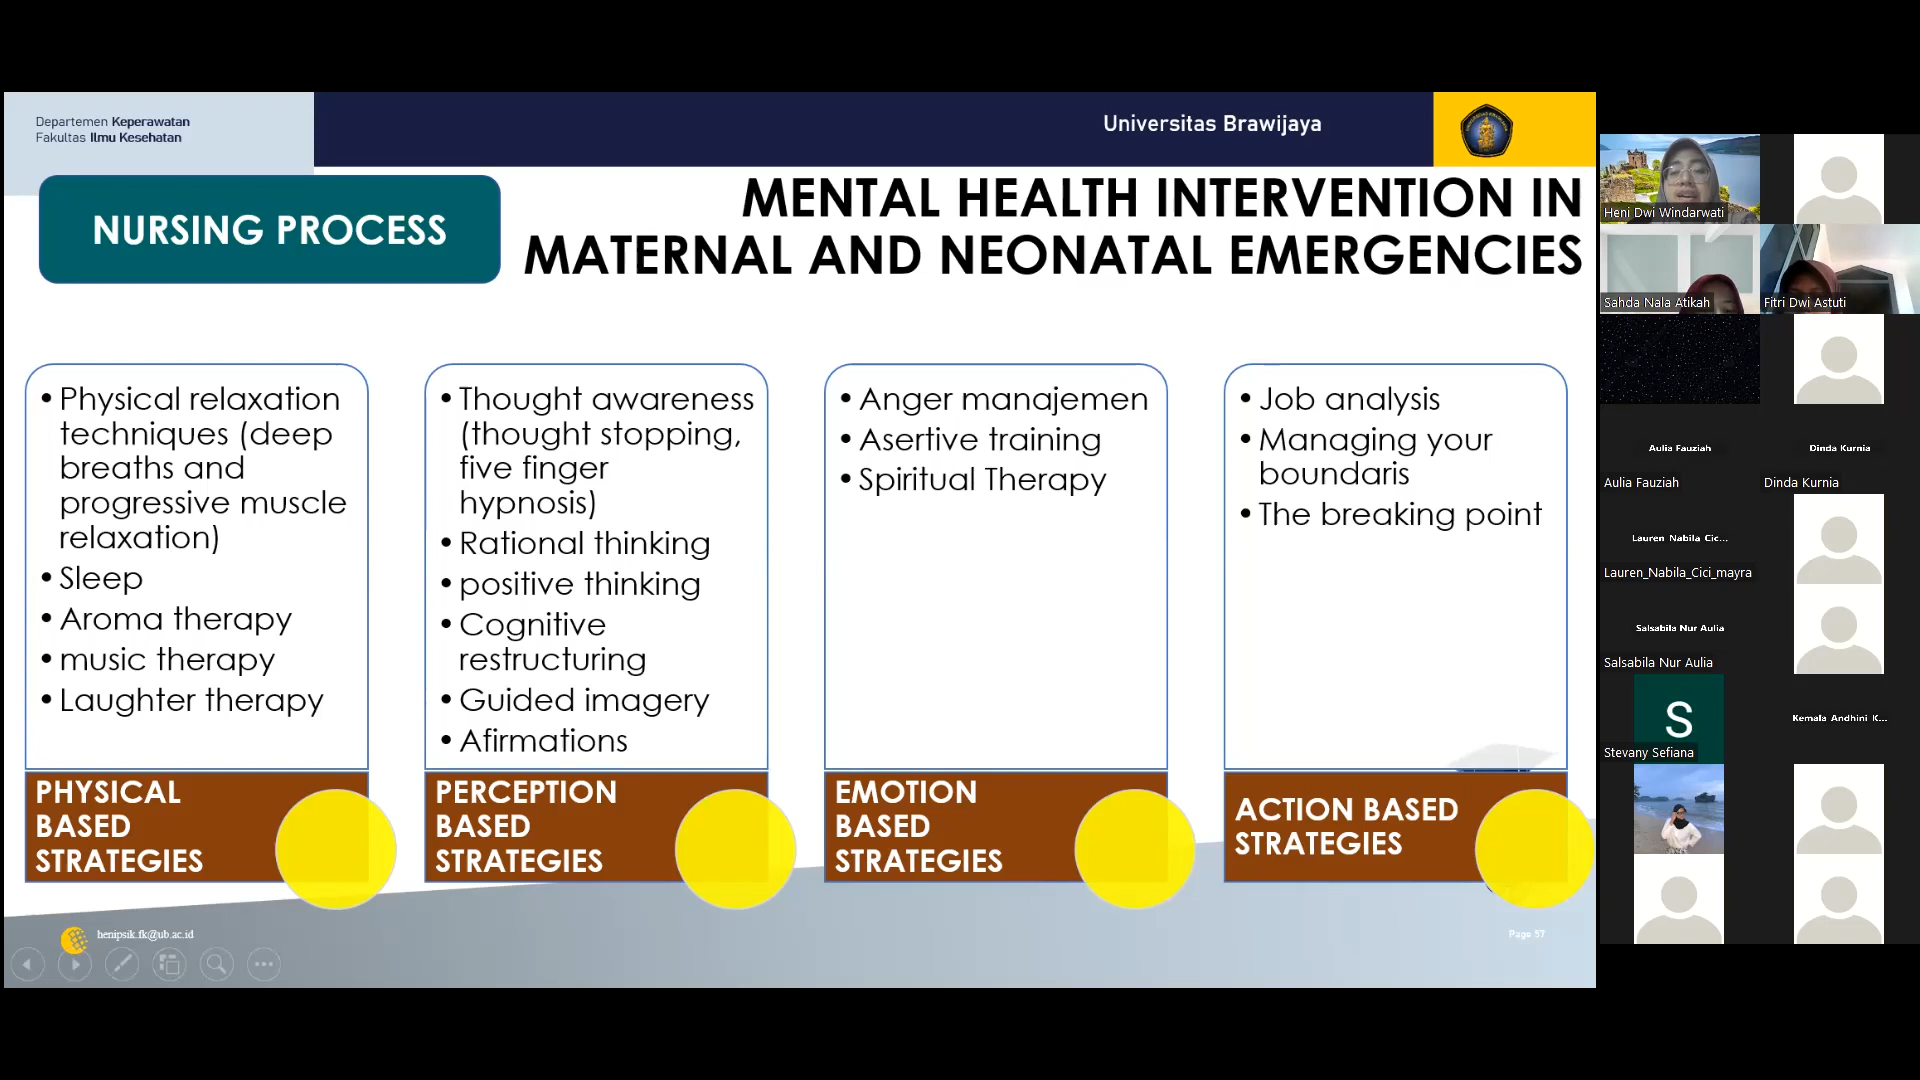 Departemen Keperawatan
Fakultas Ilmu Kesehatan
Universitas Brawijaya
NURSING PROCESS
MENTAL HEALTH INTERVENTION IN
MATERNAL AND NEONATAL EMERGENCIES
• Physical relaxation
techniques (deep
breaths and
progressive muscle
relaxation)
• Sleep
• Aroma therapy
• music therapy
• Laughter therapy
PHYSICAL
BASED
STRATEGIES
• Thought awareness
(thought stopping,
five finger
hypnosis)
• Rational thinking
• positive thinking
• Cognitive
restructuring
• Guided imagery
• Afirmations
PERCEPTION
BASED
STRATEGIES
• Anger manajemen
• Asertive training
• Spiritual Therapy
EMOTION
BASED
STRATEGIES
• Job analysis
• Managing your
boundaris
• The breaking point
ACTION BASED
STRATEGIES
henipsik.fk@ub.ac.id
Page 57
Heni Dwi Windarwati
Sahda Nala Atikah
Fitri Dwi Astuti
Aulia Fauziah
Aulia Fauziah
Dinda Kurnia
Dinda Kurnia
Lauren Nabila Cic...
Lauren_Nabila_Cici_mayra
Salsabila Nur Aulia
Salsabila Nur Aulia
S
Stevany Sefiana
Kemala Andhini K...